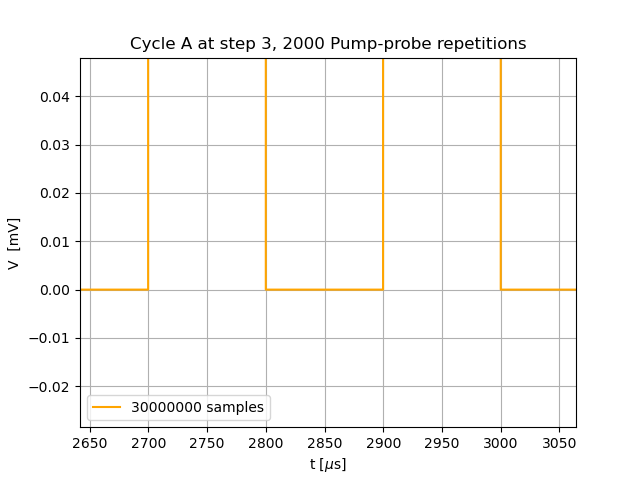 Cycle A at step 3, 2000 Pump-probe repetitions
0.04
0.03
0.02
0.01
0.00
−0.01
−0.02
V [mV]
30000000 samples
2650 2700 2750 2800 2850 2900 2950 3000 3050
t [μs]